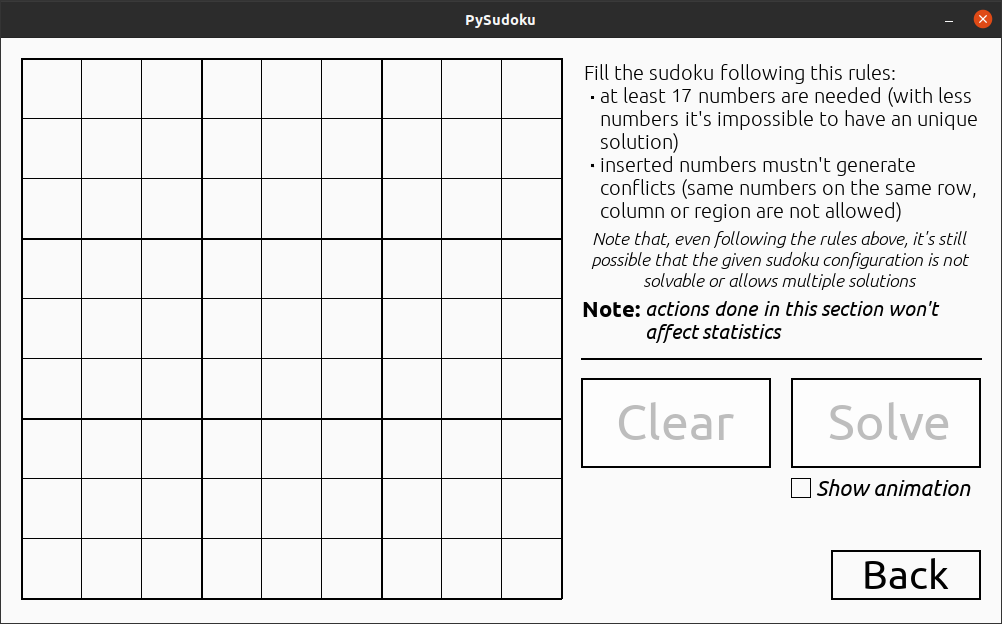 PySudoku
Fill the sudoku following this rules:
· at least 17 numbers are needed (with less
numbers it's impossible to have an unique
solution)
· inserted numbers mustn't generate
conflicts (same numbers on the same row,
column or region are not allowed)
Note that, even following the rules above, it's still
possible that the given sudoku configuration is not
solvable or allows multiple solutions
Note: actions done in this section won't
affect statistics
Clear
Solve
Show animation
Back